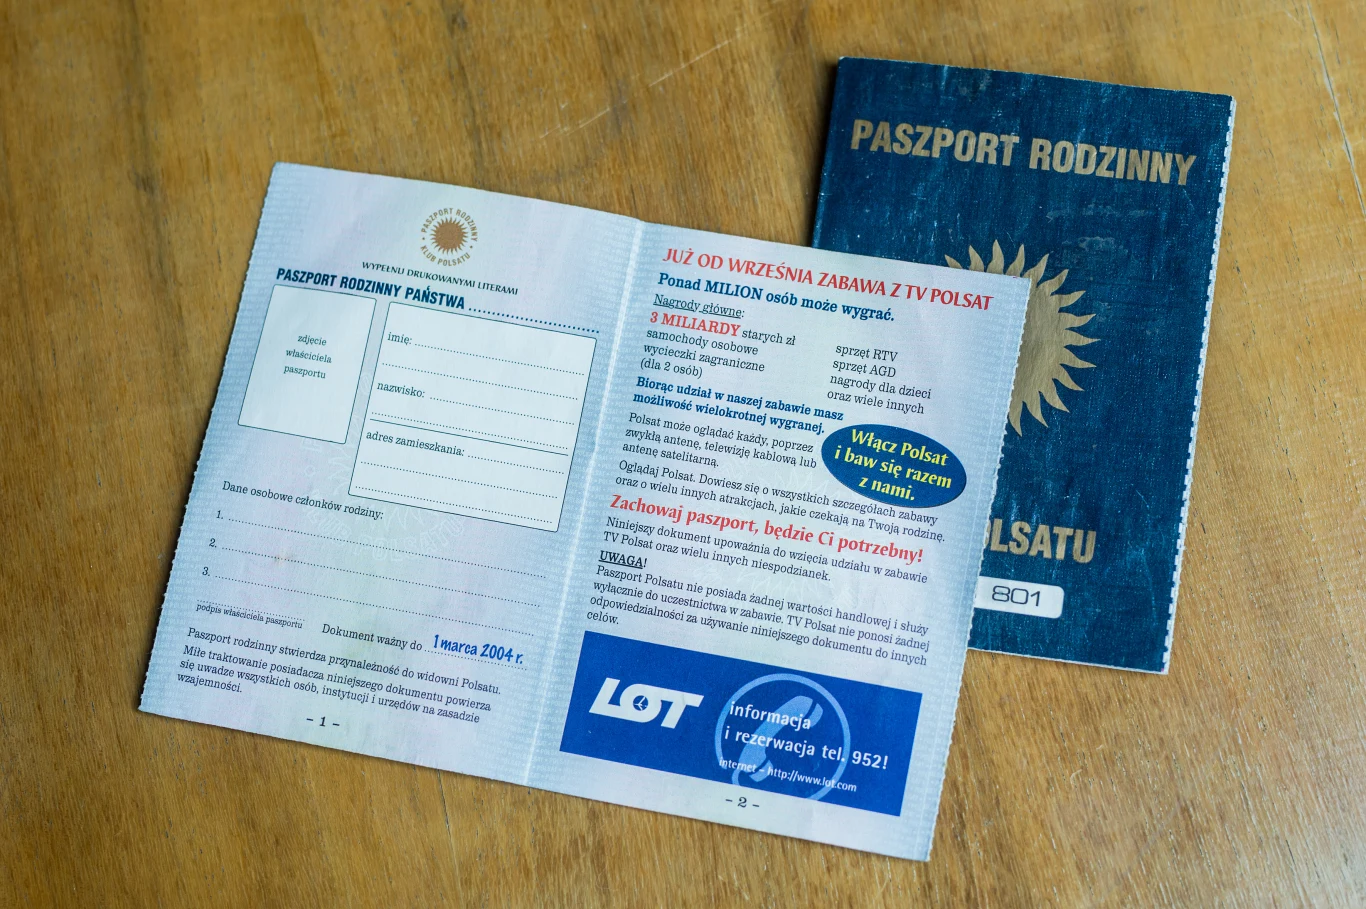 PASZPORT RODZINNY
KLUB POLSATU
WYPEŁNIJ DRUKOWANYMI LITERAMI
PASZPORT RODZINNY PAŃSTWA ..............................
zdjęcie
właściciela
paszportu
imię:
nazwisko:
adres zamieszkania:
Dane osobowe członków rodziny:
1.
2.
3.
podpis właściciela paszportu
Dokument ważny do 1 marca 2004 r.
Paszport rodzinny stwierdza przynależność do widowni Polsatu.
Miłe traktowanie posiadacza niniejszego dokumentu powierza
się uwadze wszystkich osób, instytucji i urzędów na zasadzie
wzajemności.
– 1 –
JUŻ OD WRZEŚNIA ZABAWA Z TV POLSAT
Ponad MILION osób może wygrać.
Nagrody główne:
3 MILIARDY starych zł
samochody osobowe
wycieczki zagraniczne
(dla 2 osób)
sprzęt RTV
sprzęt AGD
nagrody dla dzieci
oraz wiele innych
Biorąc udział w naszej zabawie masz
możliwość wielokrotnej wygranej.
Polsat może oglądać każdy, poprzez
zwykłą antenę, telewizję kablową lub
antenę satelitarną.
Włącz Polsat
i baw się razem
z nami.
Oglądaj Polsat. Dowiesz się o wszystkich szczegółach zabawy
oraz o wielu innych atrakcjach, jakie czekają na Twoją rodzinę.
Zachowaj paszport, będzie Ci potrzebny!
Niniejszy dokument upoważnia do wzięcia udziału w zabawie
TV Polsat oraz wielu innych niespodzianek.
UWAGA!
Paszport Polsatu nie posiada żadnej wartości handlowej i służy
wyłącznie do uczestnictwa w zabawie. TV Polsat nie ponosi żadnej
odpowiedzialności za używanie niniejszego dokumentu do innych
celów.
LOT
informacja
i rezerwacja tel. 952!
internet – http://www.lot.com
– 2 –
PASZPORT RODZINNY
OLSATU
801